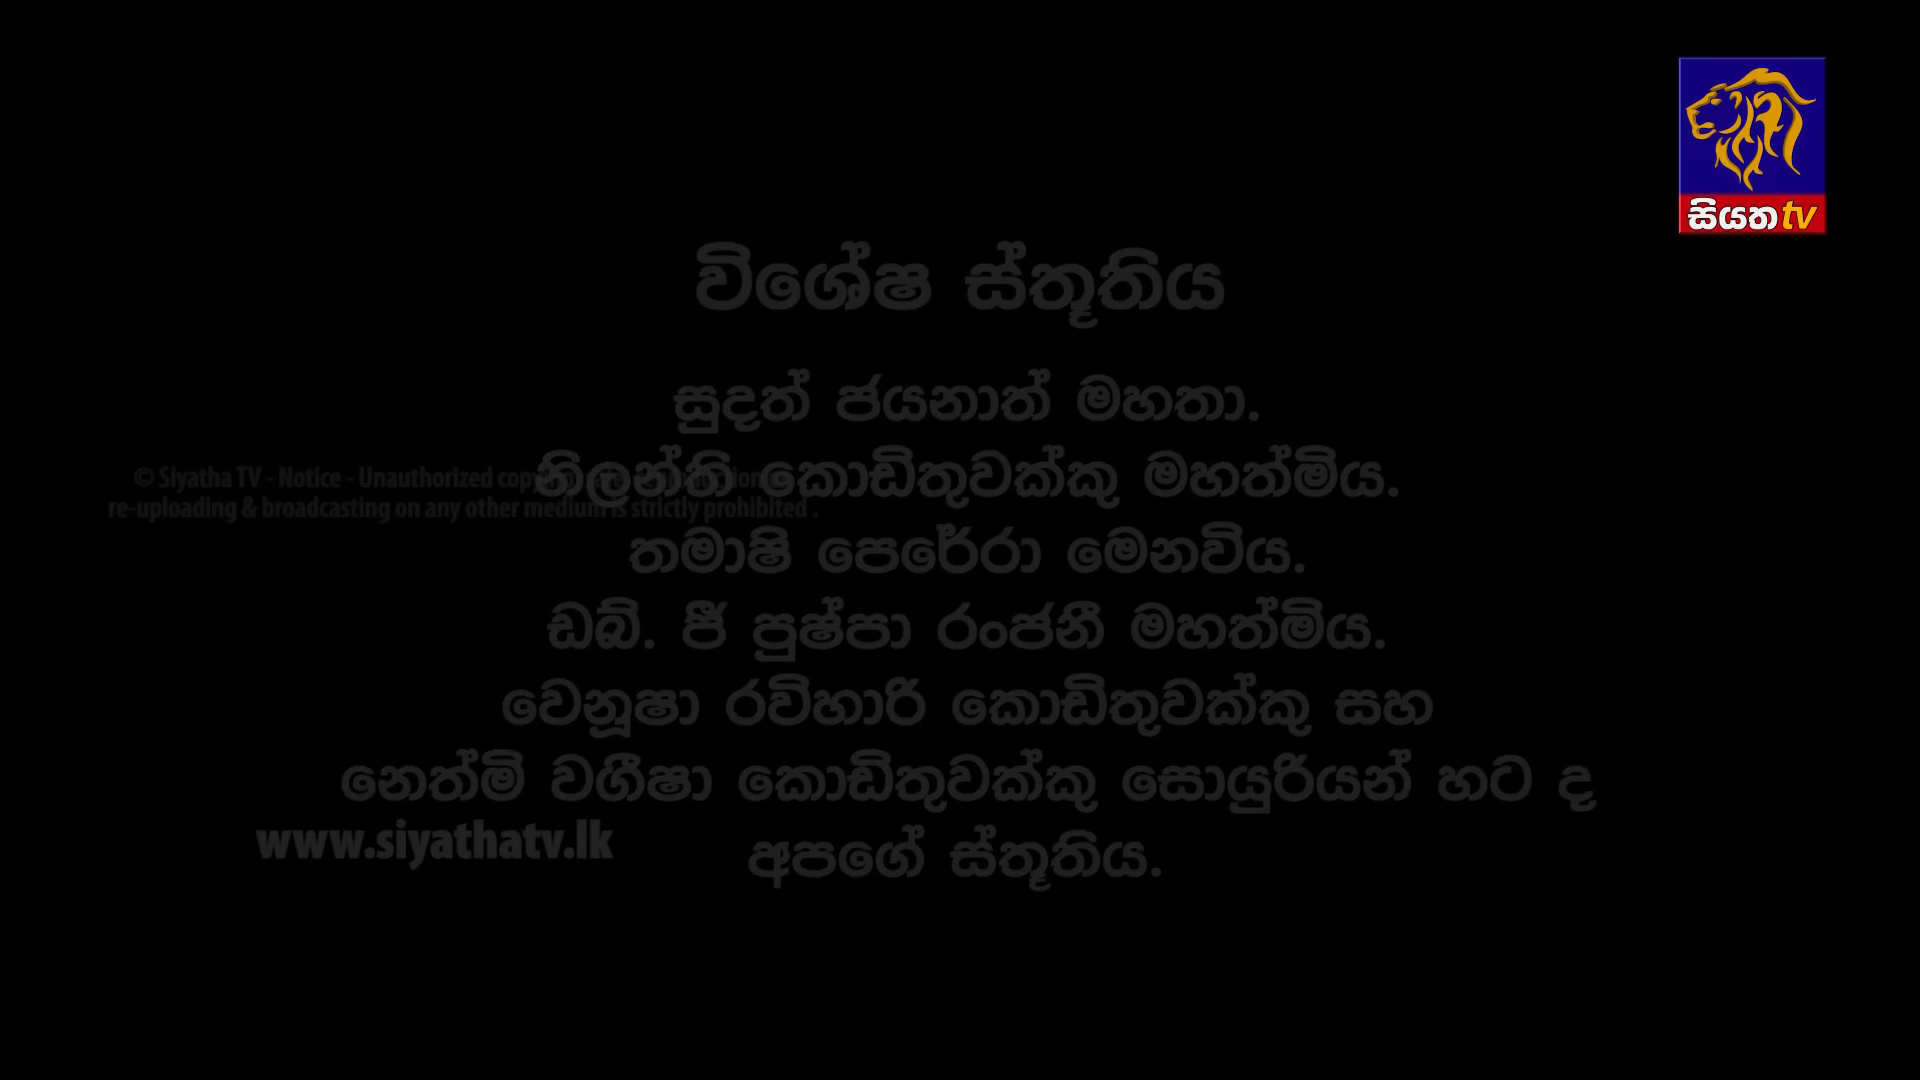 සියත tv
විශේෂ ස්තූතිය
සුදත් ජයනාත් මහතා.
තිලන්ති කොඩිතුවක්කු මහත්මිය.
© Siyatha TV - Notice - Unauthorized
re-uploading & broadcasting on any other medium is strictly prohibited .
තමාෂි පෙරේරා මෙනවිය.
ඩබ්. ජී පුෂ්පා රංජනී මහත්මිය.
වෙනූෂා රවිහාරි කොඩිතුවක්කු සහ
නෙත්මි වගීෂා කොඩිතුවක්කු සොයුරියන් හට ද
www.siyathatv.lk
අපගේ ස්තූතිය.